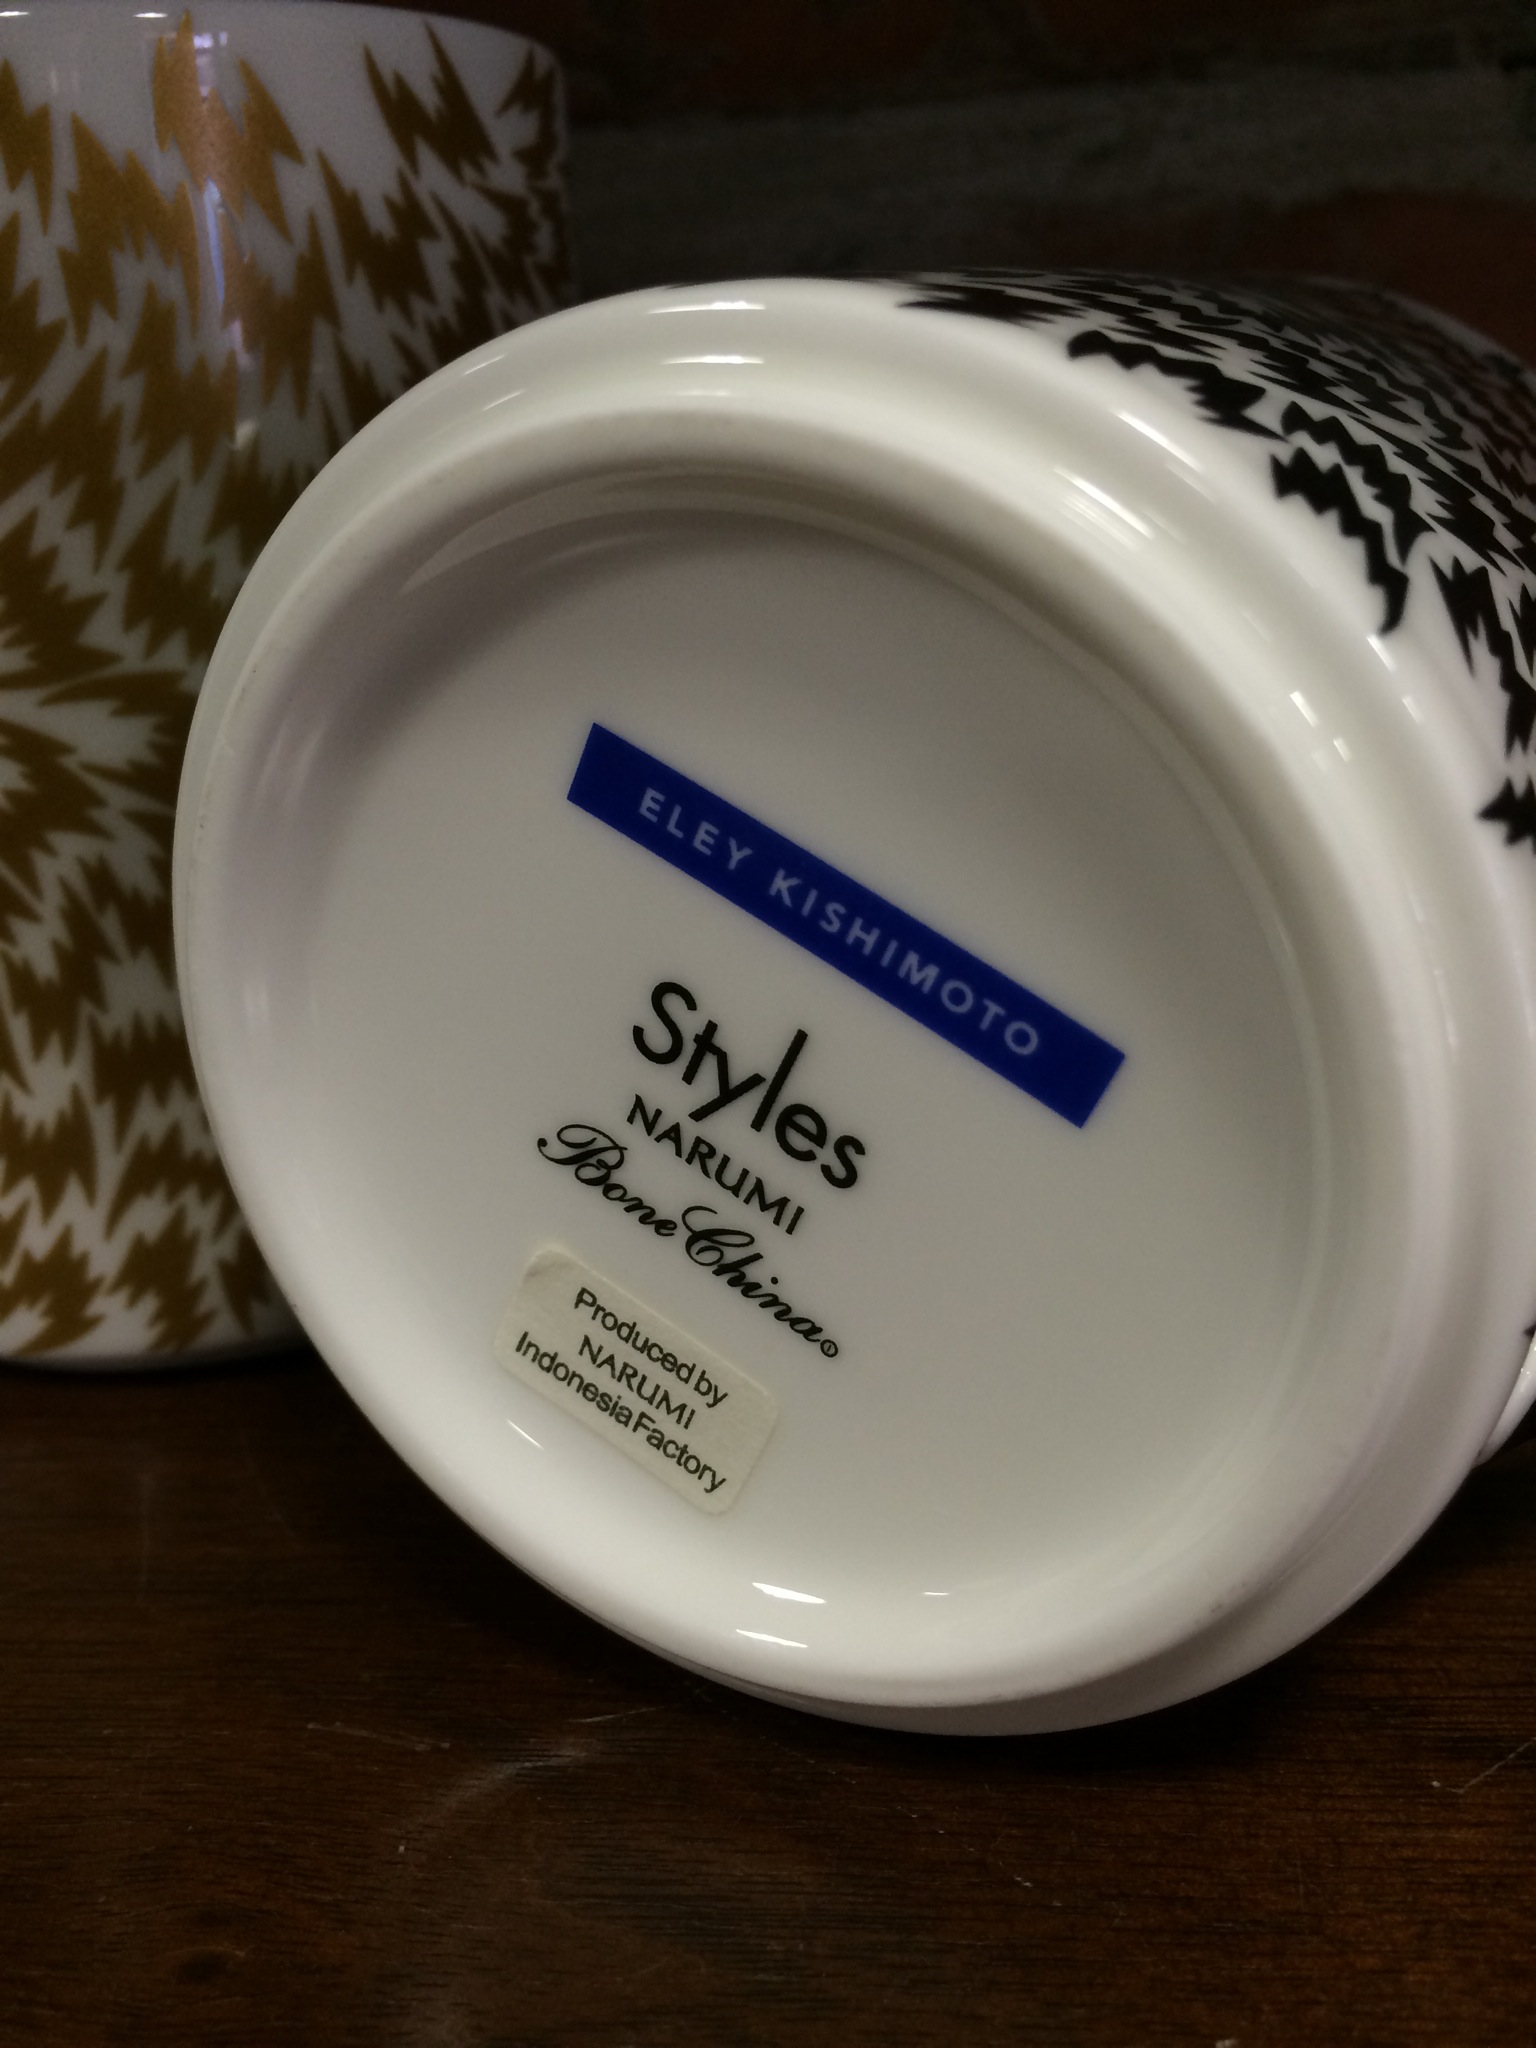 ELEY KISHIMOTO
Styles
NARUMI
Bone China
Produced by
NARUMI
Indonesia Factory